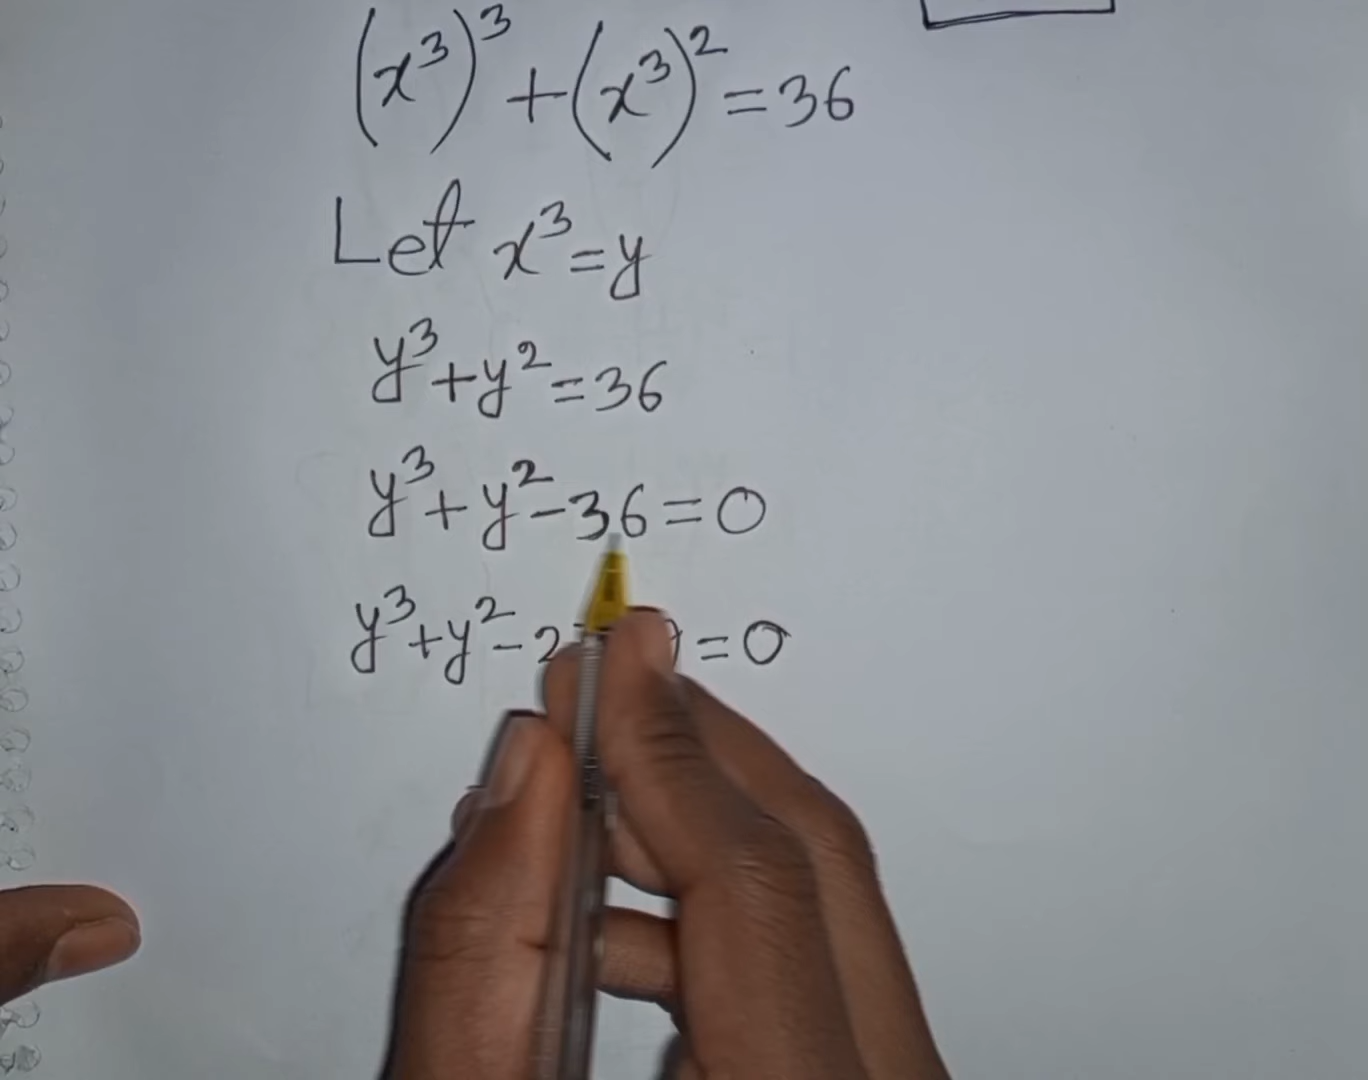 (x³)³+(x³)²=36
Let x³=y
y³+y²=36
y³+y²-36=0
y³+y²-2 =0